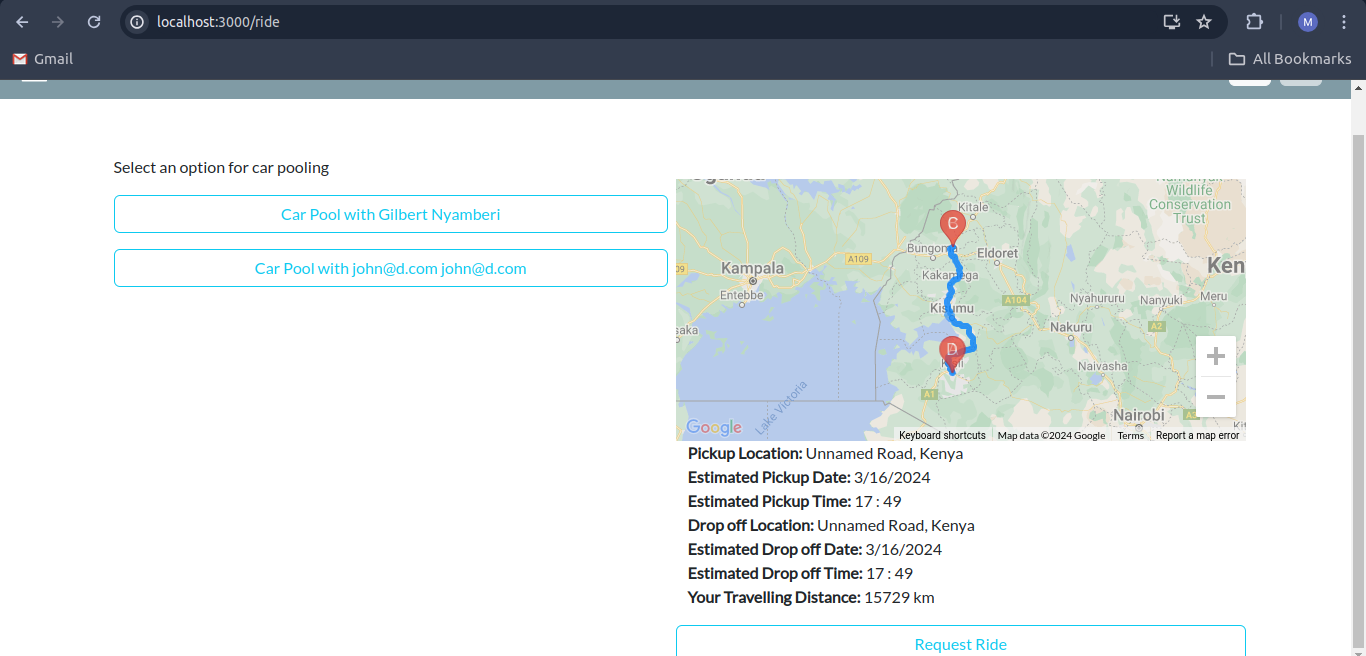 localhost:3000/ride
M
Gmail
All Bookmarks
Select an option for car pooling
Car Pool with Gilbert Nyamberi
Car Pool with john@d.com john@d.com
Kitale
Wildlife
Conservation
Trust
C
Bungoma
Eldoret
A109
Kampala
Kakamega
Ken
Entebbe
A104
Nyahururu
Nanyuki
Meru
Kisumu
Nakuru
A2
D
Naivasha
A1
Lake Victoria
Nairobi
Google
Keyboard shortcuts
Map data ©2024 Google
Terms
Report a map error
Pickup Location: Unnamed Road, Kenya
Estimated Pickup Date: 3/16/2024
Estimated Pickup Time: 17 : 49
Drop off Location: Unnamed Road, Kenya
Estimated Drop off Date: 3/16/2024
Estimated Drop off Time: 17 : 49
Your Travelling Distance: 15729 km
Request Ride